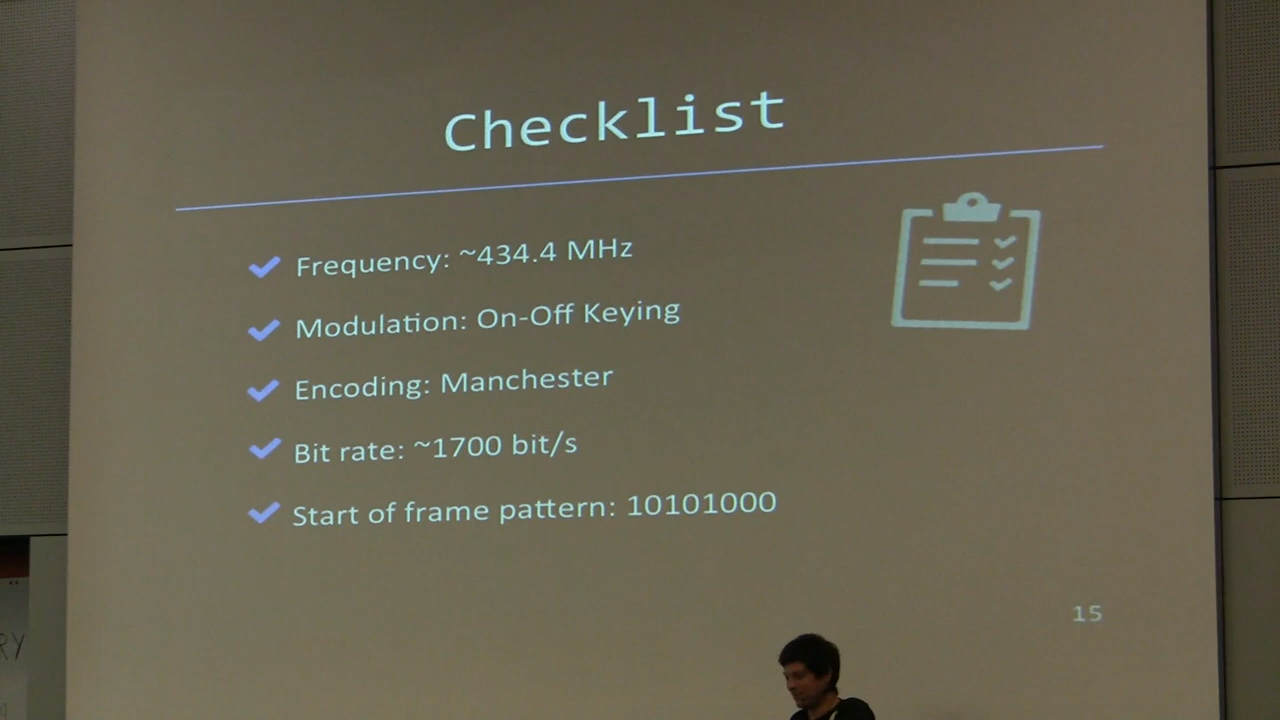 Checklist
Frequency: ~434.4 MHz
Modulation: On-Off Keying
Encoding: Manchester
Bit rate: ~1700 bit/s
Start of frame pattern: 10101000
15
RY